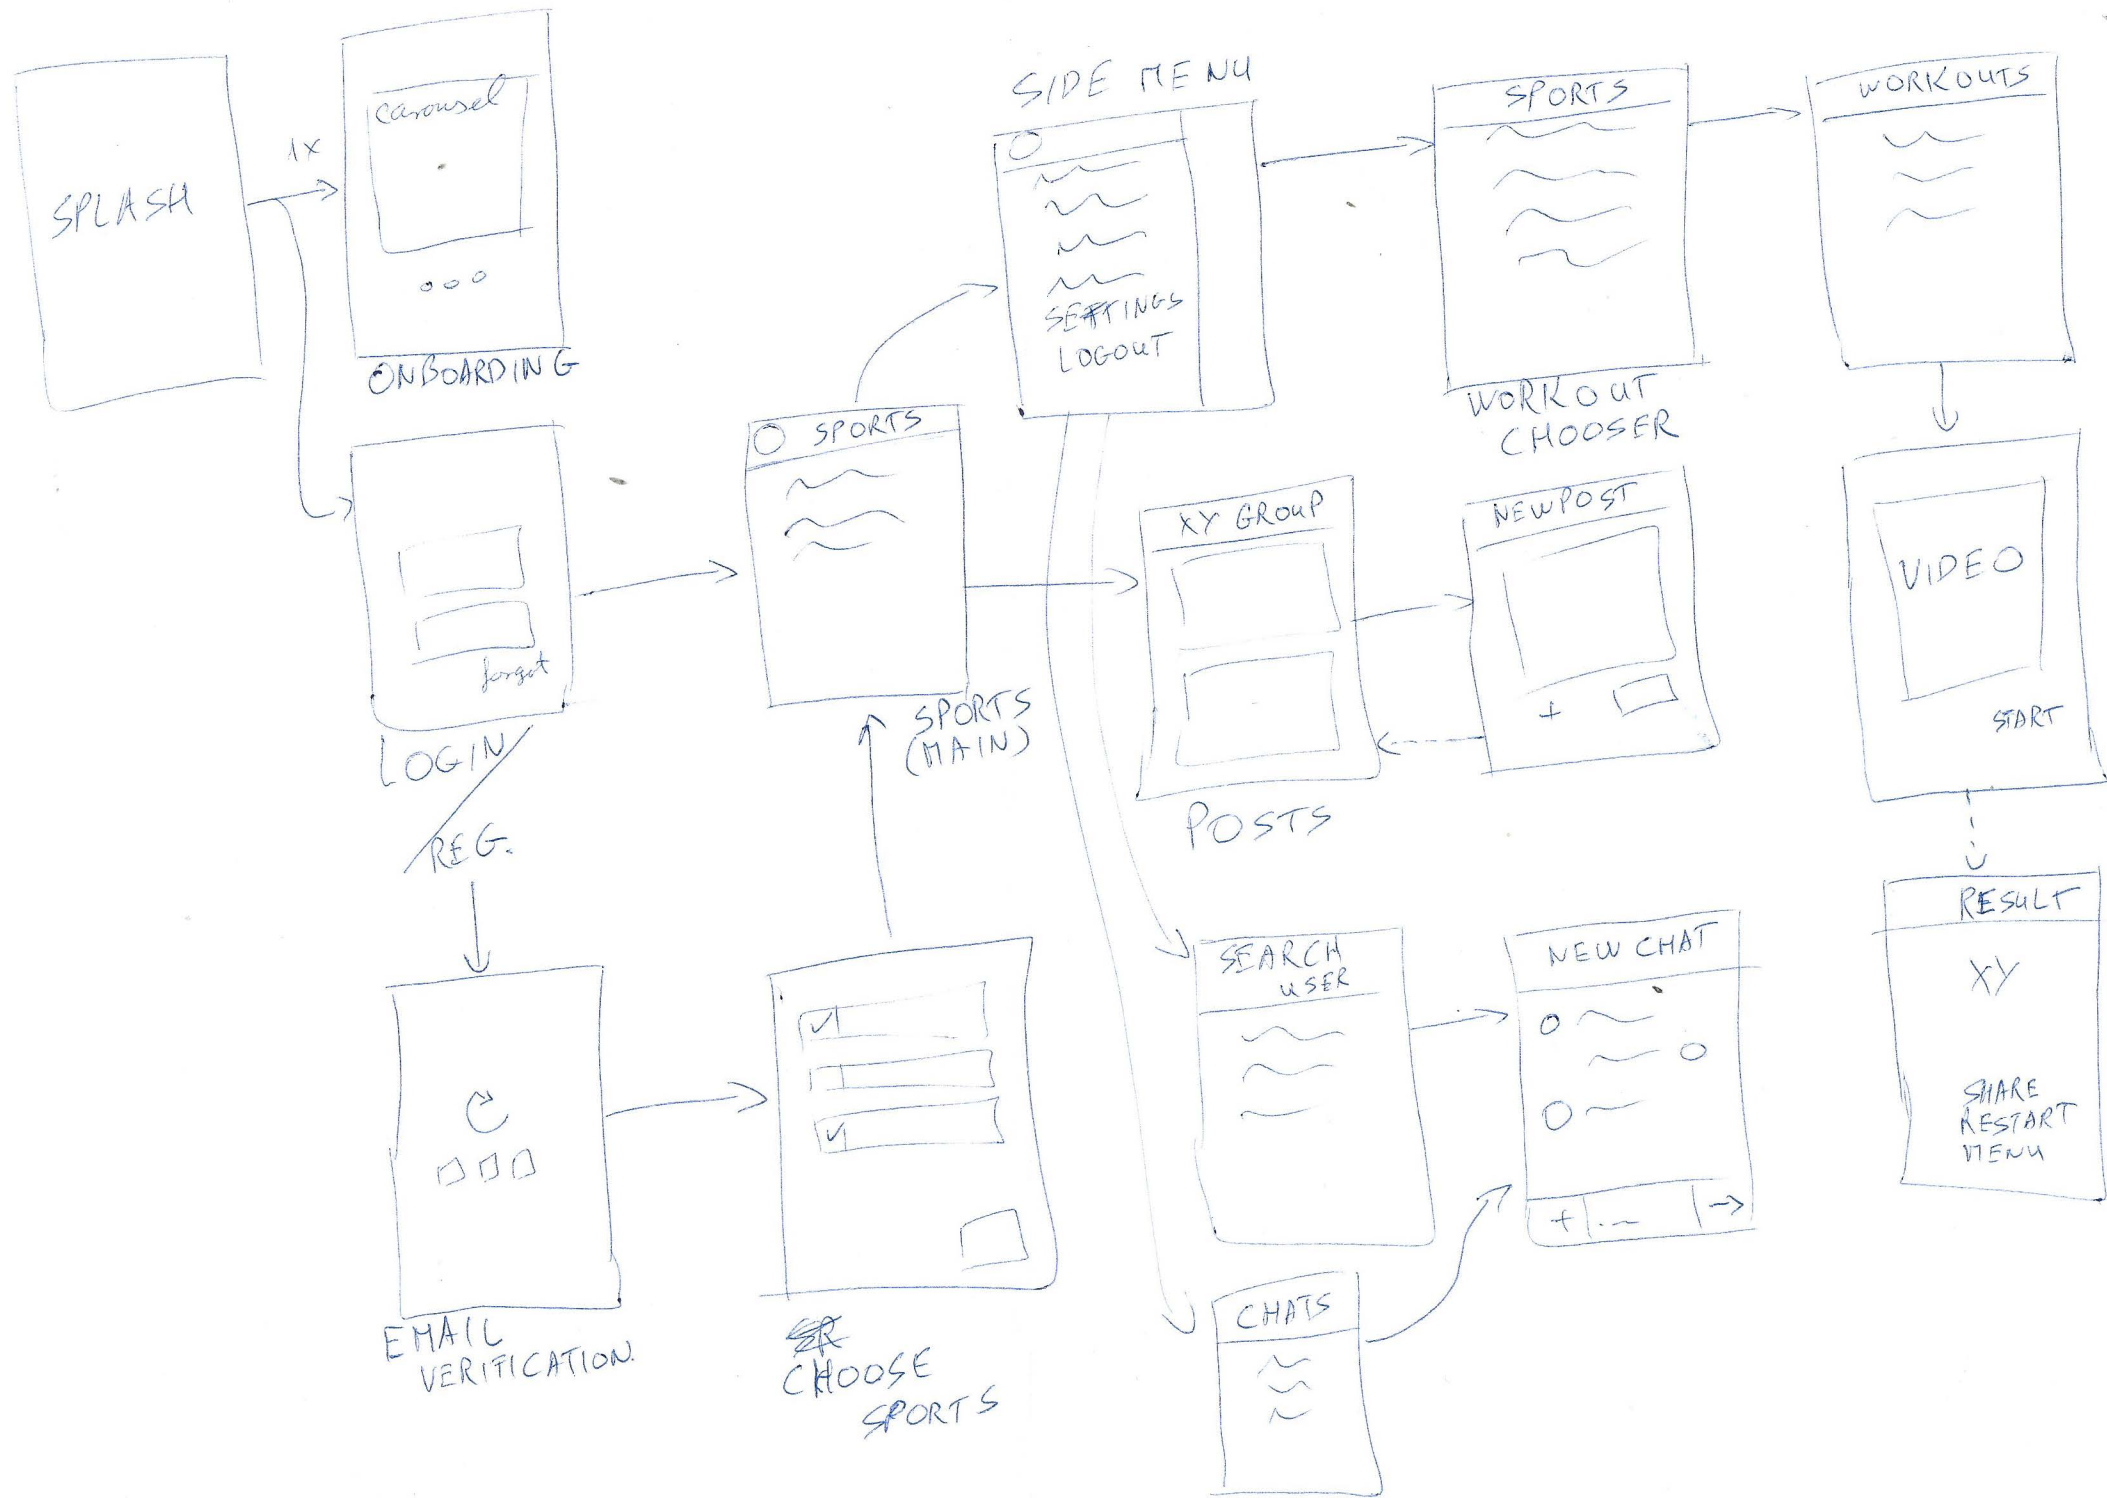 SPLASH
1x
carousel
ONBOARDING
forgot
LOGIN
REG.
EMAIL
VERIFICATION.
CHOOSE
SPORTS
SPORTS
SPORTS
(MAIN)
SIDE MENU
SETTINGS
LOGOUT
SPORTS
WORKOUT
CHOOSER
WORKOUTS
VIDEO
START
RESULT
XY
SHARE
RESTART
MENU
XY GROUP
POSTS
NEWPOST
+
SEARCH
USER
NEW CHAT
+
CHATS